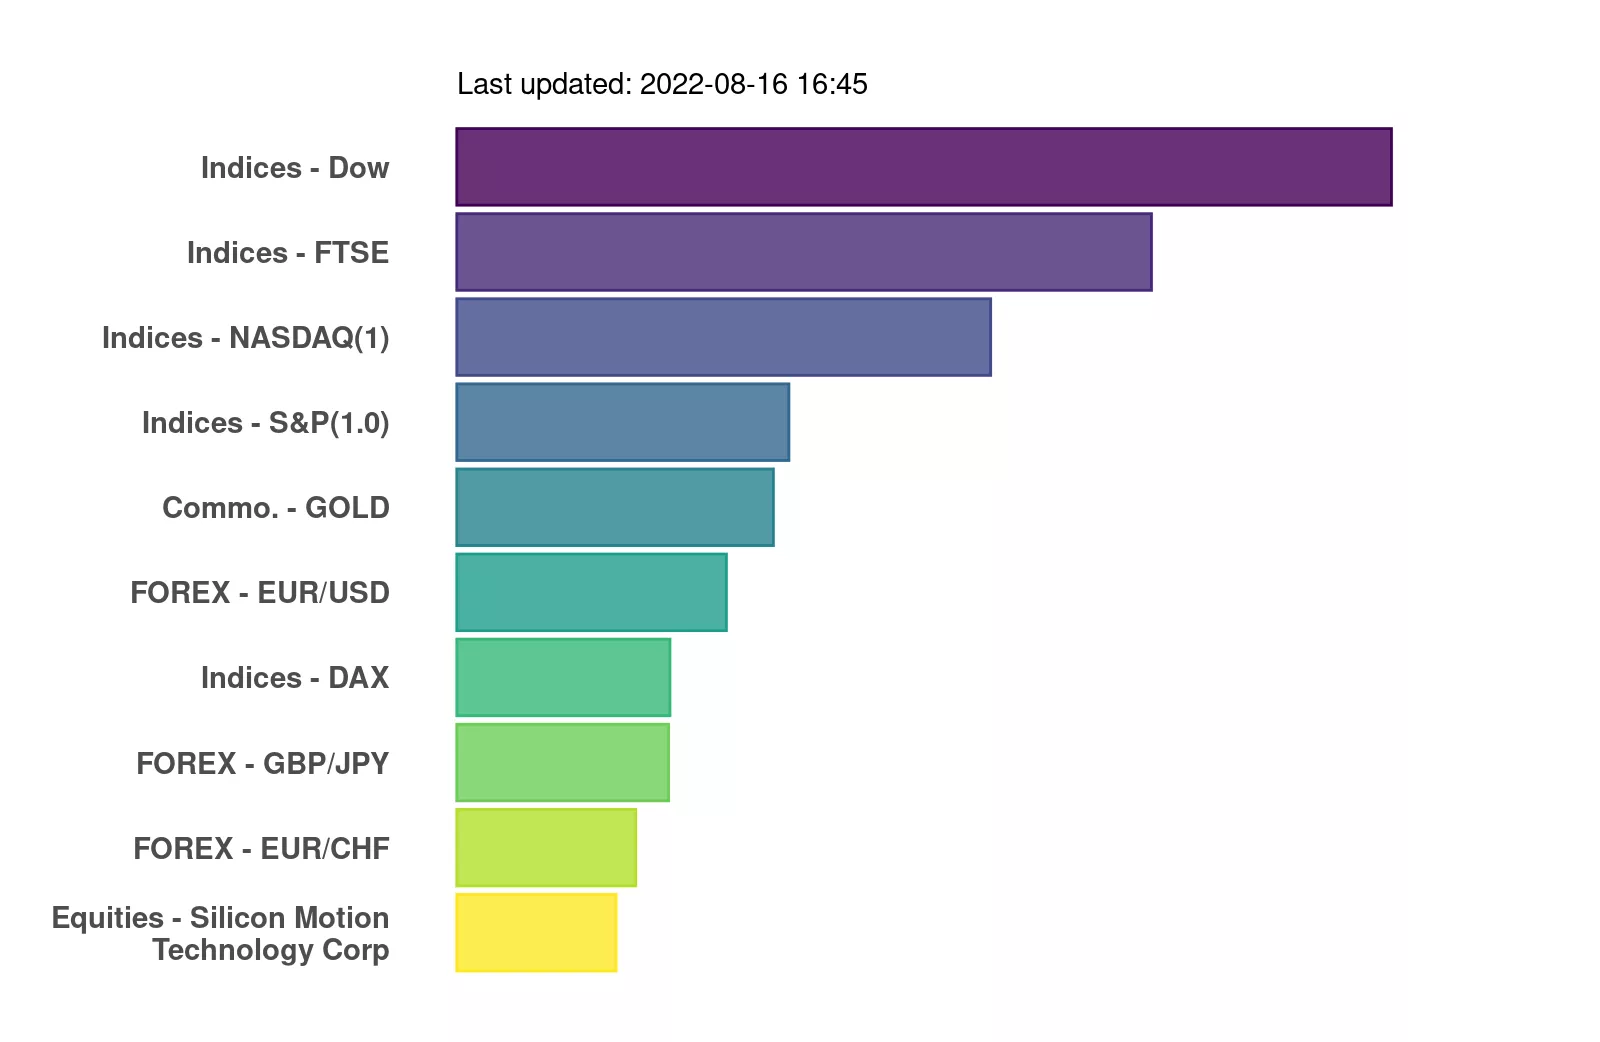 Last updated: 2022-08-16 16:45
Indices - Dow
Indices - FTSE
Indices - NASDAQ(1)
Indices - S&P(1.0)
Commo. - GOLD
FOREX - EUR/USD
Indices - DAX
FOREX - GBP/JPY
FOREX - EUR/CHF
Equities - Silicon Motion
Technology Corp